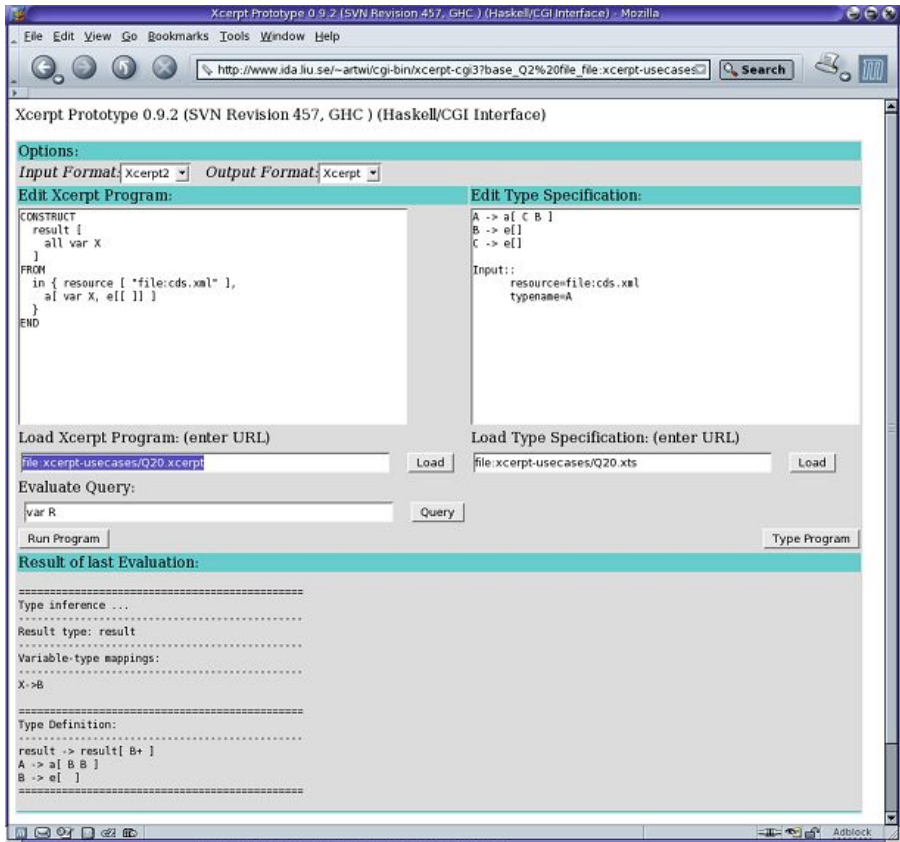 Xcerpt Prototype 0.9.2 (SVN Revision 457, GHC ) (Haskell/CGI Interface) - Mozilla
File Edit View Go Bookmarks Tools Window Help
http://www.ida.liu.se/~artwi/cgi-bin/xcerpt-cgi3?base_Q2%20file_file:xcerpt-usecases
Search
Xcerpt Prototype 0.9.2 (SVN Revision 457, GHC ) (Haskell/CGI Interface)
Options:
Input Format: Xcerpt2 Output Format: Xcerpt
Edit Xcerpt Program:
CONSTRUCT
result [
all var X
]
FROM
in { resource [ "file:cds.xml" ],
a[ var X, e[[ ]] ]
}
END
Edit Type Specification:
A -> a[ C B ]
B -> e[]
C -> e[]
Input::
resource=file:cds.xml
typename=A
Load Xcerpt Program: (enter URL)
file:xcerpt-usecases/Q20.xcerpt
Load
Load Type Specification: (enter URL)
file:xcerpt-usecases/Q20.xts
Load
Evaluate Query:
var R
Query
Run Program
Type Program
Result of last Evaluation:
==============================================
Type inference ...
----------------------------------------------
Result type: result
----------------------------------------------
Variable-type mappings:
----------------------------------------------
X->B
==============================================
Type Definition:
----------------------------------------------
result -> result[ B+ ]
A -> a[ B B ]
B -> e[ ]
==============================================
Adblock